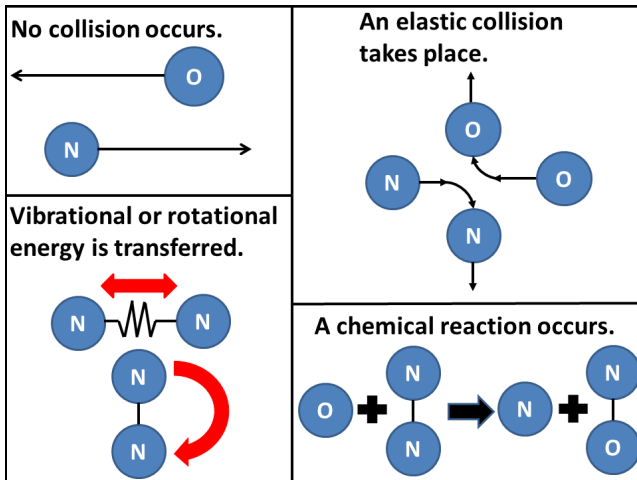 No collision occurs.
O
N
An elastic collision
takes place.
O
N
O
N
Vibrational or rotational
energy is transferred.
N
N
N
N
A chemical reaction occurs.
O
N
N
N
N
O